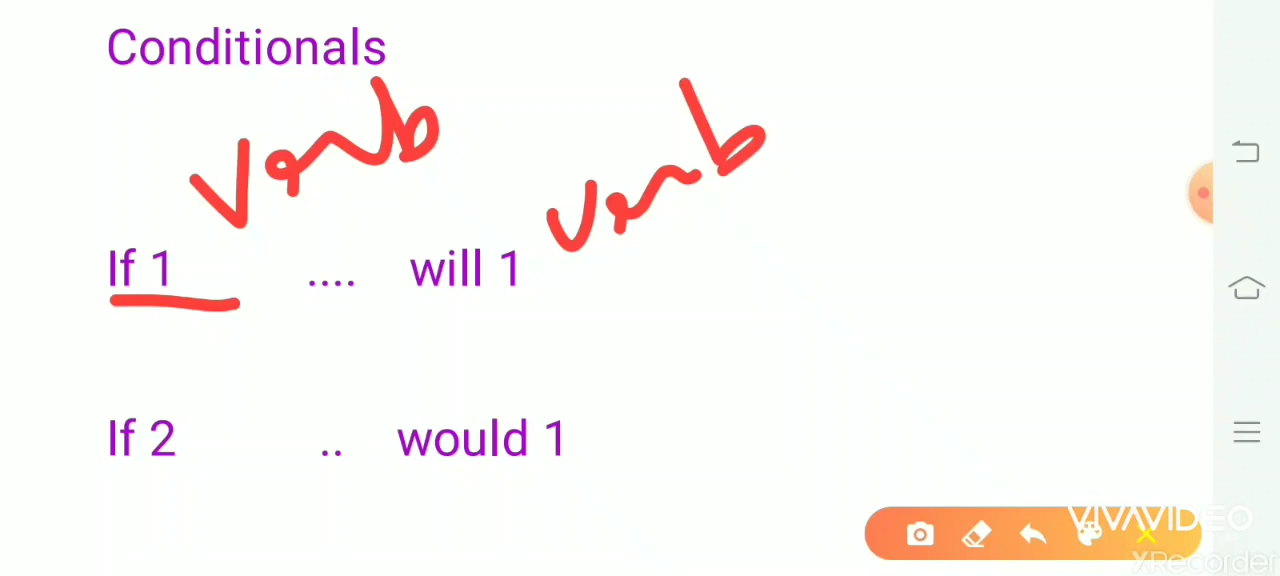 Conditionals
verb
verb
If 1 .... will 1
If 2 .. would 1
VIVAVIDEO
XRecorder